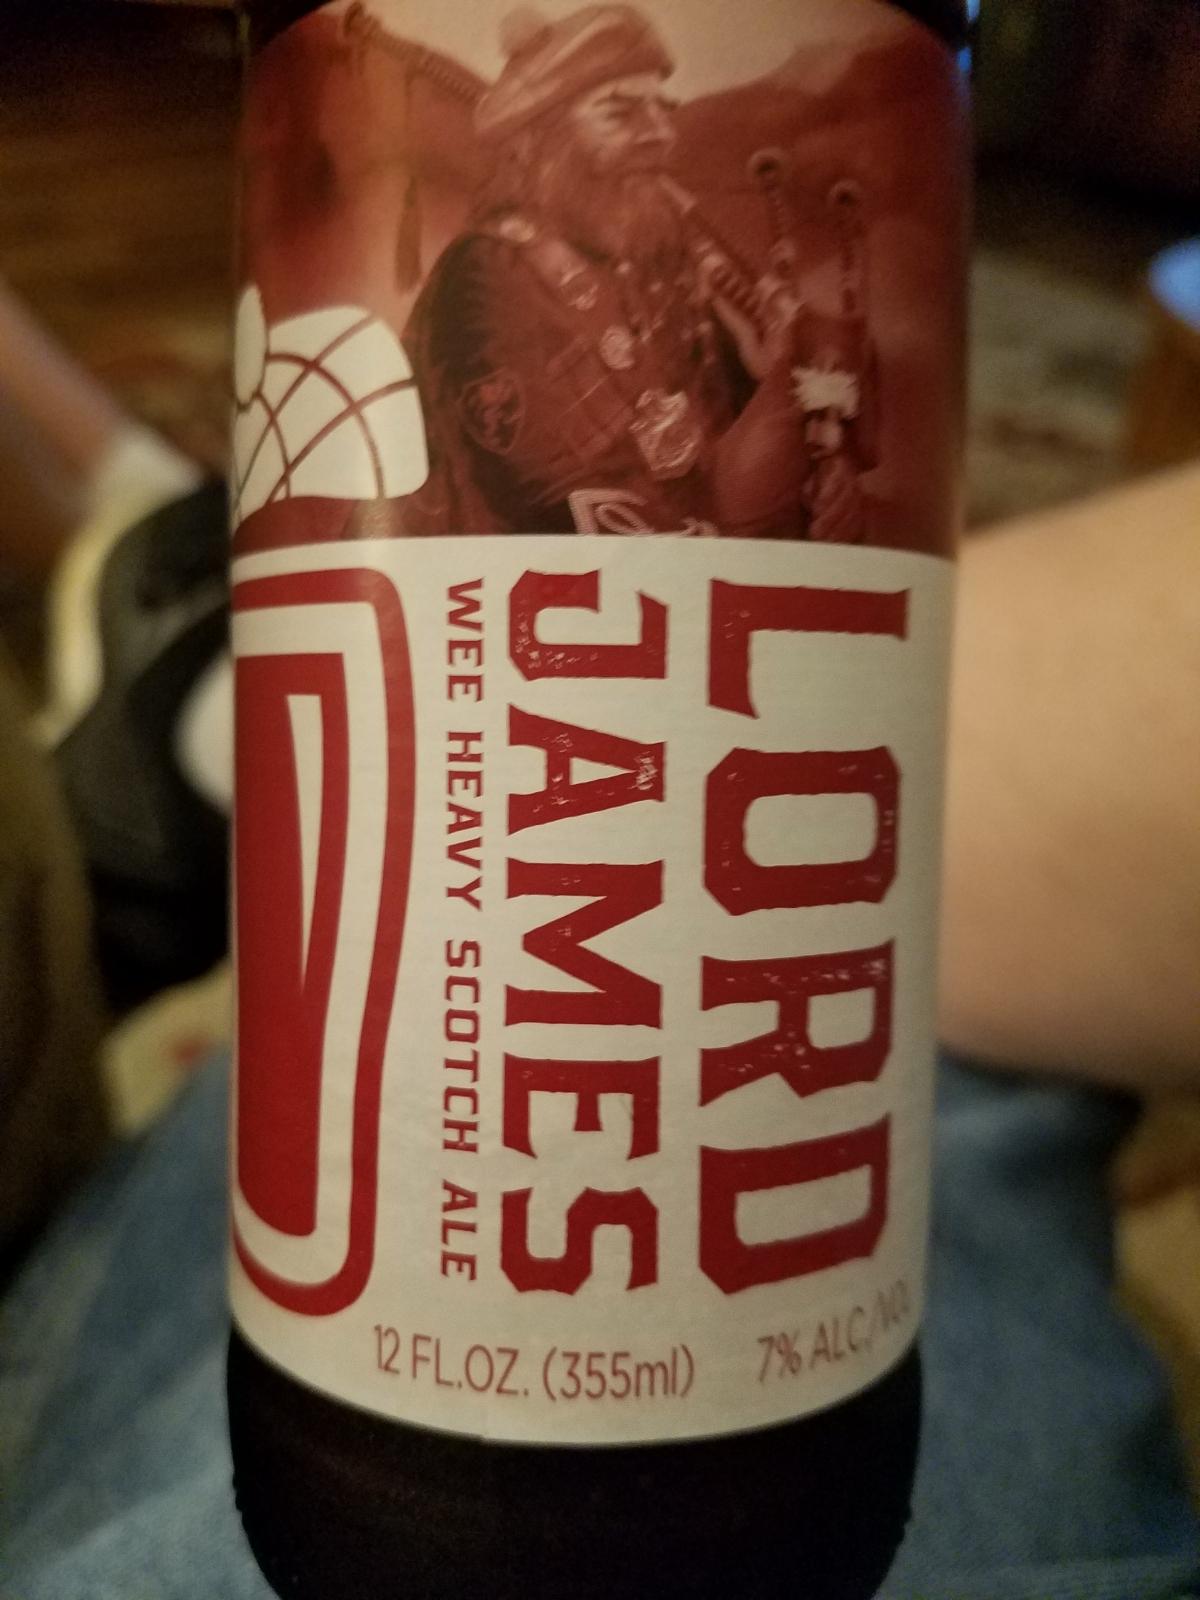 LORD
JAMES
WEE HEAVY SCOTCH ALE
12 FL.OZ. (355ml) 7% ALC/VOL